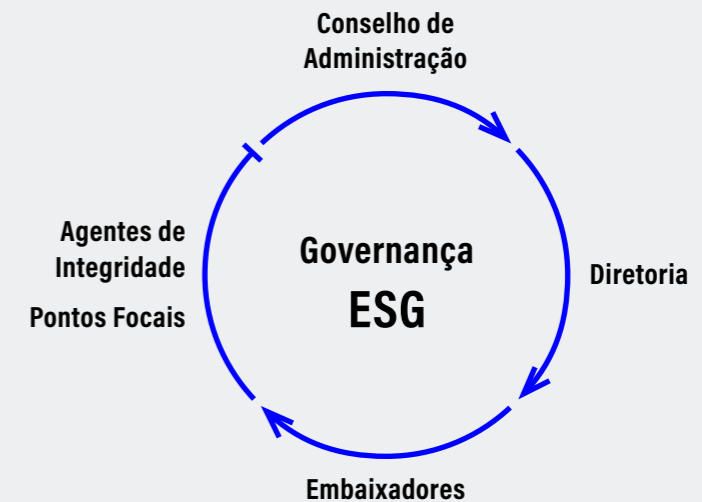 Conselho de
Administração
Agentes de
Integridade
Pontos Focais
Governança
ESG
Diretoria
Embaixadores